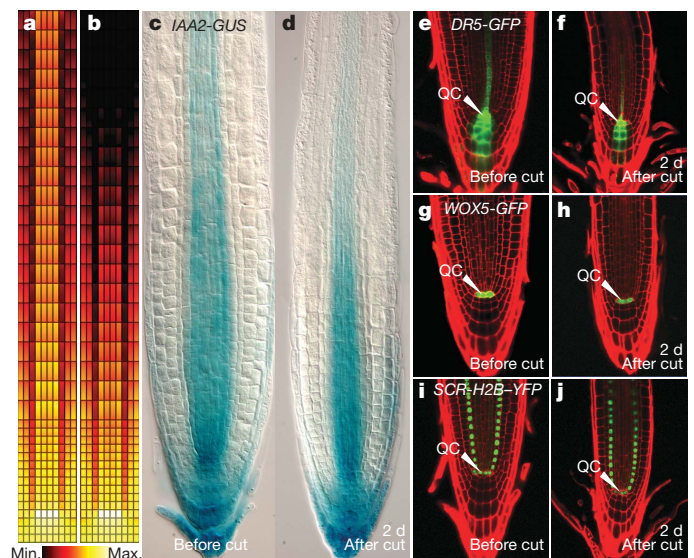 a
b
c IAA2-GUS
d
e DR5-GFP
f
QC
QC
Before cut
2 d
After cut
g WOX5-GFP
h
QC
QC
Before cut
2 d
After cut
i SCR-H2B–YFP
j
QC
QC
Before cut
2 d
After cut
Min.
Max.
Before cut
2 d
After cut